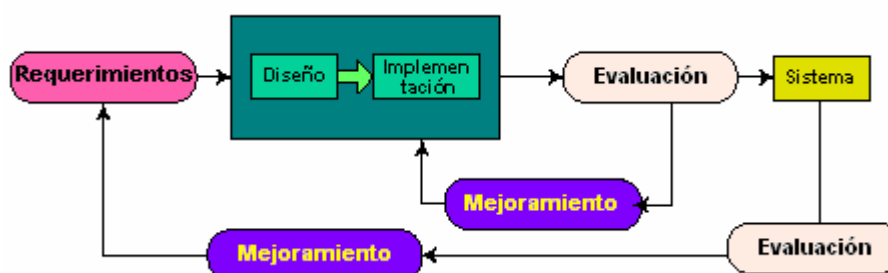 Requerimientos
Diseño
Implemen
tación
Evaluación
Sistema
Mejoramiento
Mejoramiento
Evaluación